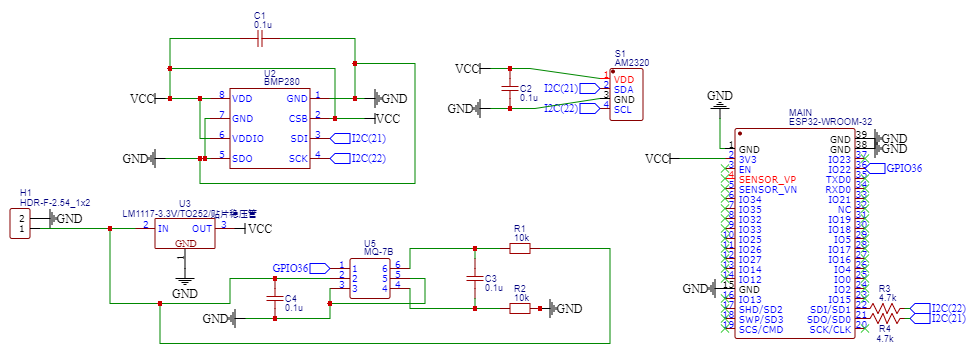 C1
0.1u
U2
BMP280
VCC
8 VDD GND 1 GND
7 GND CSB 2 VCC
6 VDDIO SDI 3 I2C(21)
GND 5 SDO SCK 4 I2C(22)
S1
AM2320
VCC
1 VDD
C2
0.1u
I2C(21) 2 SDA
3 GND
GND I2C(22) 4 SCL
H1
HDR-F-2.54_1x2
2 GND
1
U3
LM1117-3.3V/TO252/贴片稳压管
2 IN OUT 3 VCC
GND
1
GND
U5
MQ-7B
GPIO36 1 1 6 6
2 2 5 5
3 3 4 4
C4
0.1u
GND
C3
0.1u
R1
10k
R2
10k
GND
GND
MAIN
ESP32-WROOM-32
1 GND GND 39 GND
VCC 2 3V3 GND 38 GND
3 EN IO23 37
4 SENSOR_VP IO22 36 GPIO36
5 SENSOR_VN TXD0 35
6 IO34 RXD0 34
7 IO35 IO21 33
8 IO32 NC 32
9 IO33 IO19 31
10 IO25 IO18 30
11 IO26 IO5 29
12 IO27 IO17 28
13 IO14 IO16 27
14 IO12 IO4 26
GND 15 GND IO0 25
16 IO13 IO2 24
17 SHD/SD2 IO15 23
18 SWP/SD3 SDI/SD1 22
19 SCS/CMD SDO/SD0 21
SCK/CLK 20
R3
4.7k
I2C(22)
I2C(21)
R4
4.7k